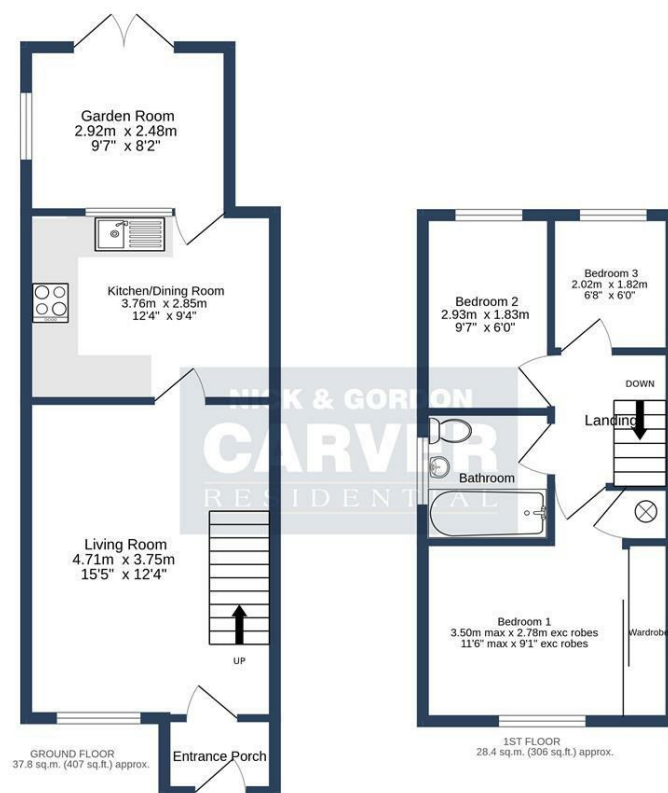 Garden Room
2.92m x 2.48m
9'7" x 8'2"
Kitchen/Dining Room
3.76m x 2.85m
12'4" x 9'4"
Living Room
4.71m x 3.75m
15'5" x 12'4"
UP
Entrance Porch
GROUND FLOOR
37.8 sq.m. (407 sq.ft.) approx.
Bedroom 2
2.93m x 1.83m
9'7" x 6'0"
Bedroom 3
2.02m x 1.82m
6'8" x 6'0"
DOWN
Landing
Bathroom
Bedroom 1
3.50m max x 2.78m exc robes
11'6" max x 9'1" exc robes
Wardrobe
1ST FLOOR
28.4 sq.m. (306 sq.ft.) approx.
NICK & GORDON
CARVER
RESIDENTIAL